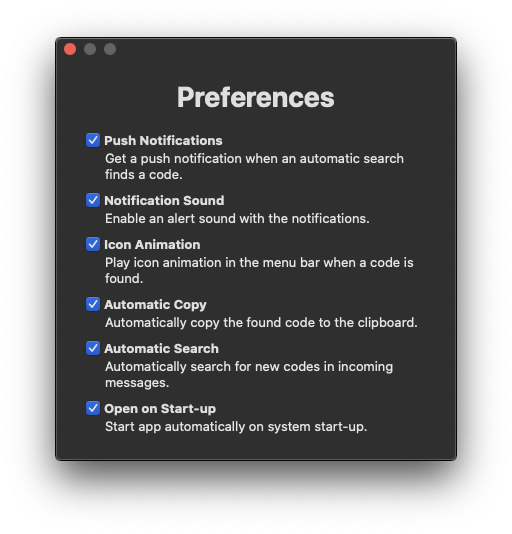 Preferences
Push Notifications
Get a push notification when an automatic search
finds a code.
Notification Sound
Enable an alert sound with the notifications.
Icon Animation
Play icon animation in the menu bar when a code is
found.
Automatic Copy
Automatically copy the found code to the clipboard.
Automatic Search
Automatically search for new codes in incoming
messages.
Open on Start-up
Start app automatically on system start-up.